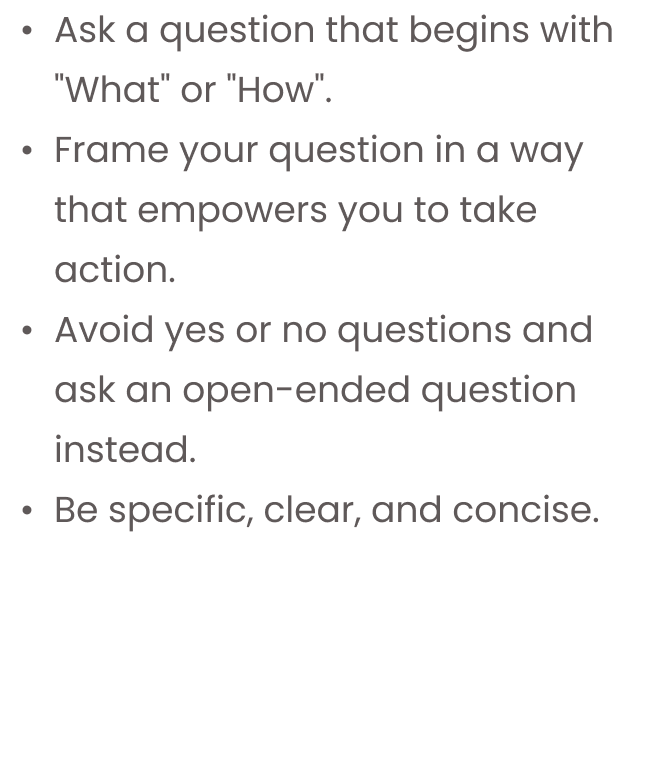 • Ask a question that begins with
"What" or "How".
• Frame your question in a way
that empowers you to take
action.
• Avoid yes or no questions and
ask an open-ended question
instead.
• Be specific, clear, and concise.